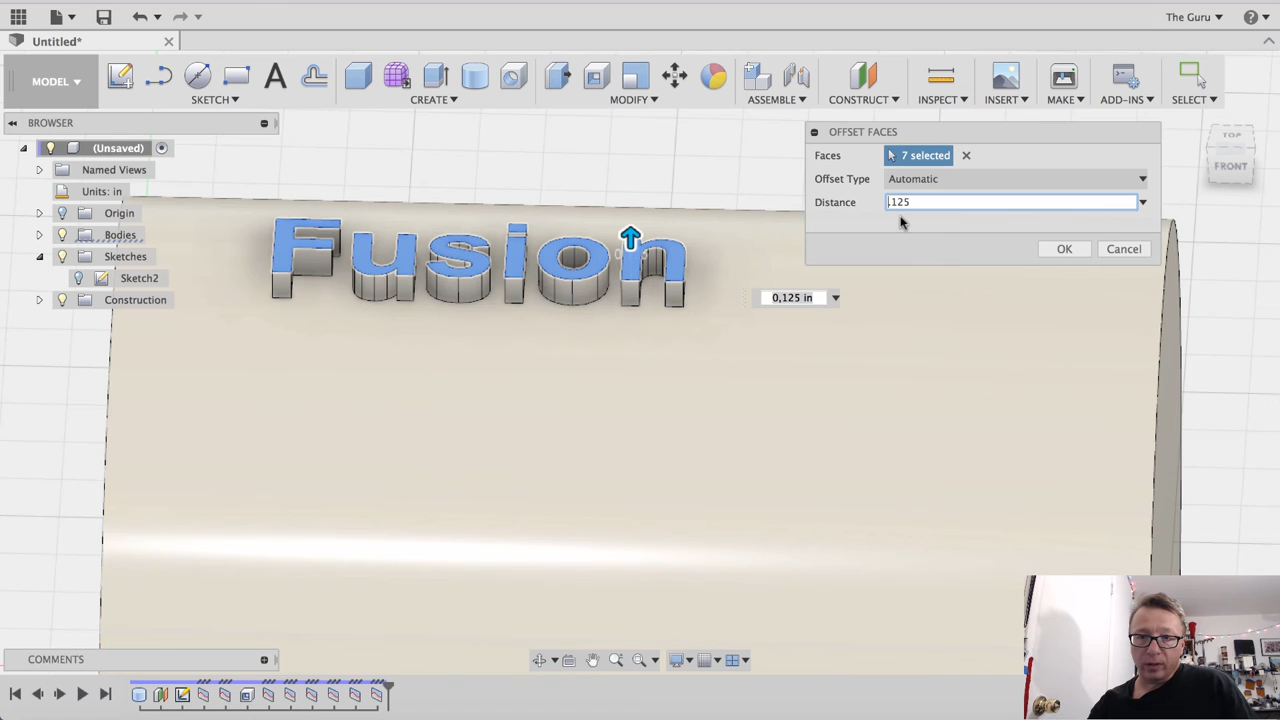 The Guru
Untitled*
MODEL
SKETCH
CREATE
MODIFY
ASSEMBLE
CONSTRUCT
INSPECT
INSERT
MAKE
ADD-INS
SELECT
BROWSER
(Unsaved)
Named Views
Units: in
Origin
Bodies
Sketches
Sketch2
Construction
OFFSET FACES
Faces 7 selected
Offset Type Automatic
Distance .125
OK Cancel
TOP
FRONT
Fusion
0,125 in
COMMENTS